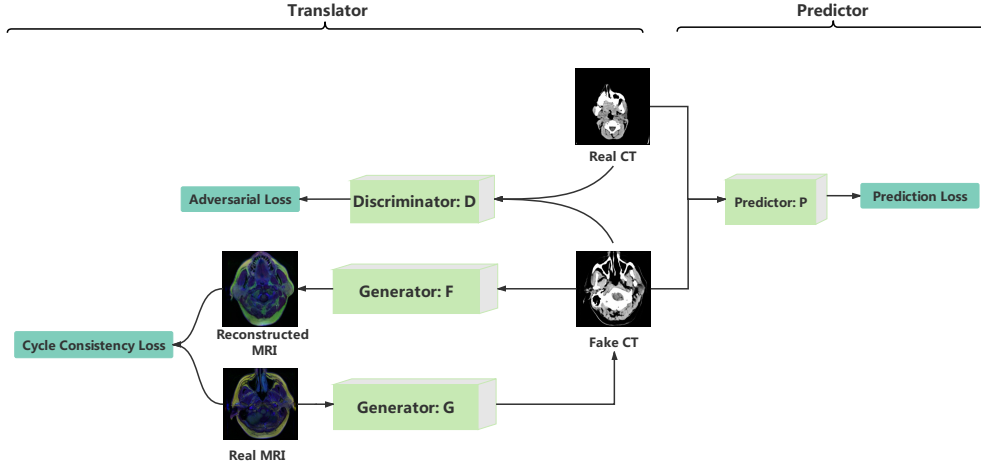 Translator
Predictor
Real CT
Adversarial Loss
Discriminator: D
Predictor: P
Prediction Loss
Generator: F
Reconstructed
MRI
Fake CT
Cycle Consistency Loss
Generator: G
Real MRI